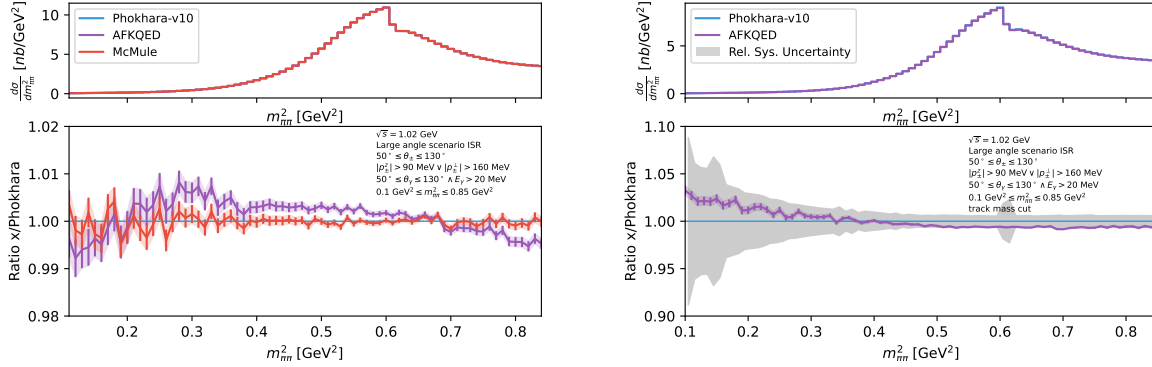 Phokhara-v10
AFKQED
McMule
dσ/dm²ππ [nb/GeV²]
10
5
0
m²ππ [GeV²]
√s = 1.02 GeV
Large angle scenario ISR
50° ≤ θ± ≤ 130°
|p±ᶻ| > 90 MeV ∨ |p±⊥| > 160 MeV
50° ≤ θγ ≤ 130° ∧ Eγ > 20 MeV
0.1 GeV² ≤ m²ππ ≤ 0.85 GeV²
Ratio x/Phokhara
1.02
1.01
1.00
0.99
0.98
0.2 0.3 0.4 0.5 0.6 0.7 0.8
m²ππ [GeV²]
Phokhara-v10
AFKQED
Rel. Sys. Uncertainty
dσ/dm²ππ [nb/GeV²]
5
0
m²ππ [GeV²]
√s = 1.02 GeV
Large angle scenario ISR
50° ≤ θ± ≤ 130°
|p±ᶻ| > 90 MeV ∨ |p±⊥| > 160 MeV
50° ≤ θγ ≤ 130° ∧ Eγ > 20 MeV
0.1 GeV² ≤ m²ππ ≤ 0.85 GeV²
track mass cut
Ratio x/Phokhara
1.10
1.05
1.00
0.95
0.90
0.1 0.2 0.3 0.4 0.5 0.6 0.7 0.8
m²ππ [GeV²]